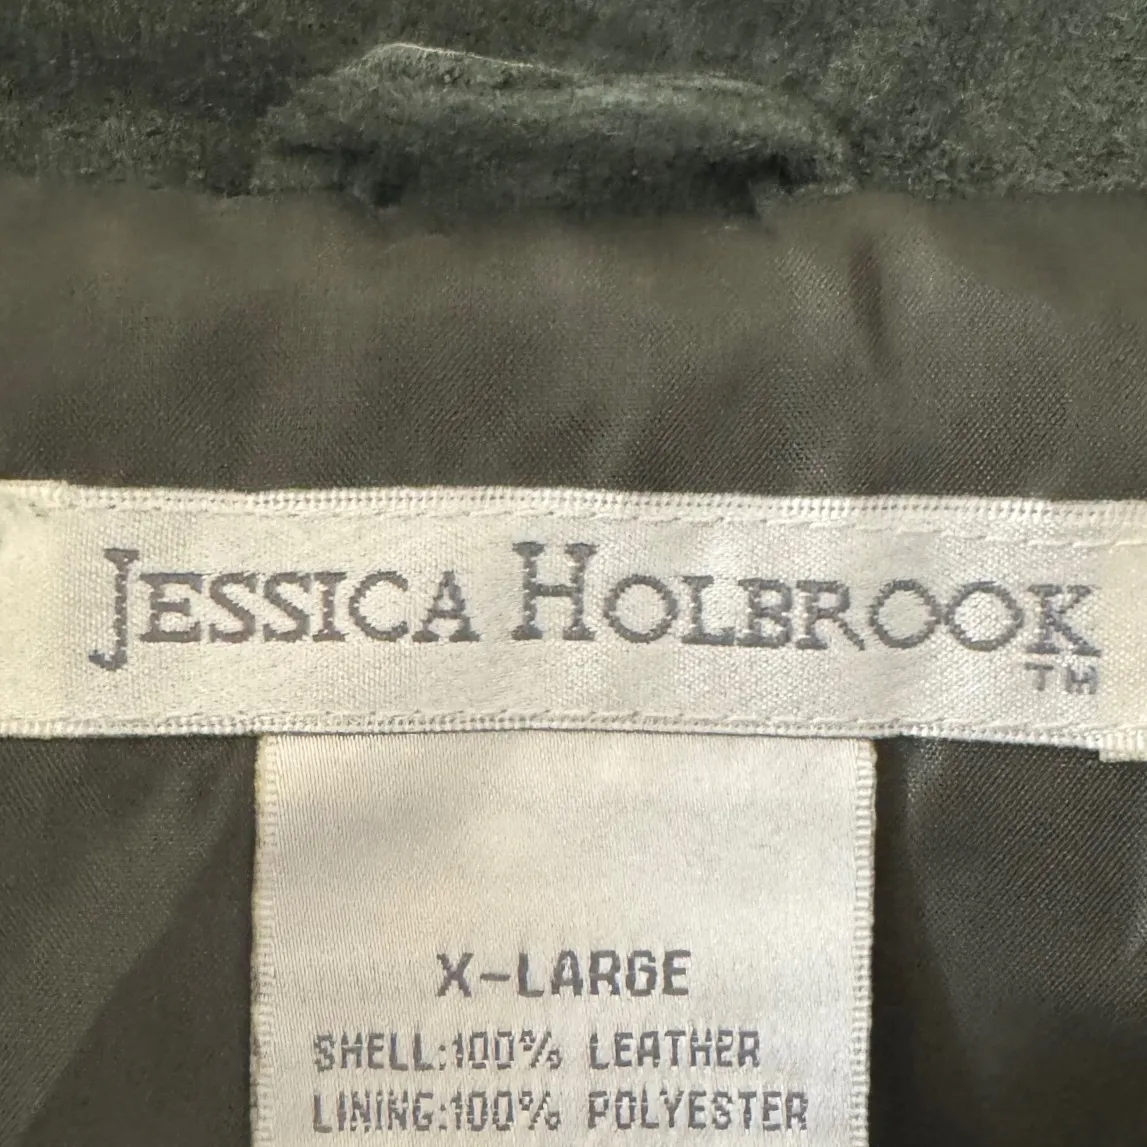 JESSICA HOLBROOK
TM
X-LARGE
SHELL:100% LEATHER
LINING:100% POLYESTER